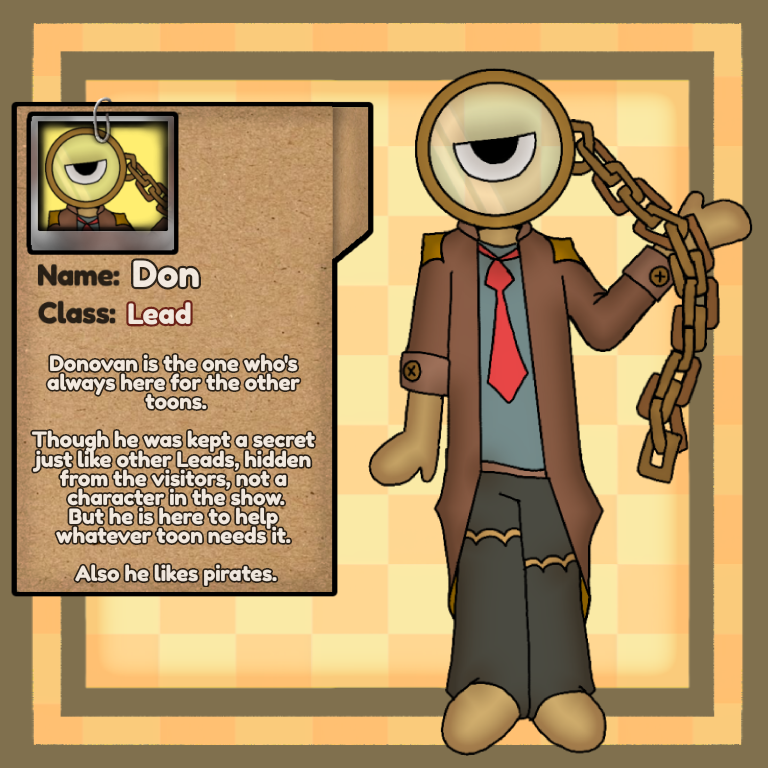 Name: Don
Class: Lead
Donovan is the one who's
always here for the other
toons.
Though he was kept a secret
just like other Leads, hidden
from the visitors, not a
character in the show.
But he is here to help
whatever toon needs it.
Also he likes pirates.